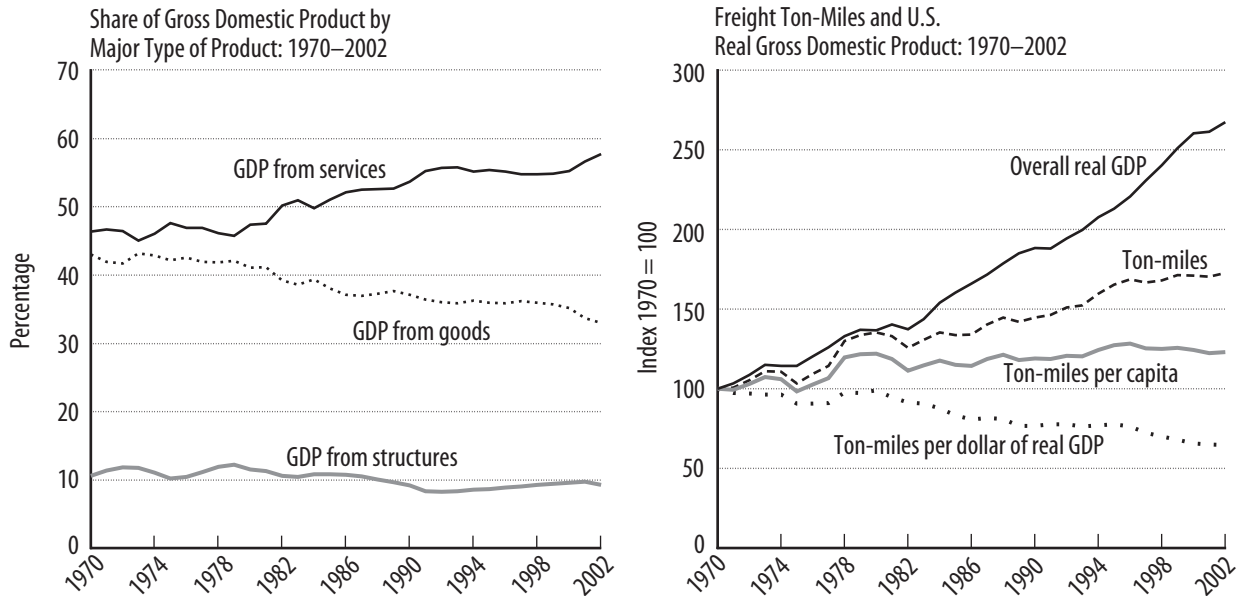 Share of Gross Domestic Product by
Major Type of Product: 1970–2002
70
60
50
40
30
20
10
0
Percentage
GDP from services
GDP from goods
GDP from structures
1970
1974
1978
1982
1986
1990
1994
1998
2002
Freight Ton-Miles and U.S.
Real Gross Domestic Product: 1970–2002
300
250
200
150
100
50
0
Index 1970 = 100
Overall real GDP
Ton-miles
Ton-miles per capita
Ton-miles per dollar of real GDP
1970
1974
1978
1982
1986
1990
1994
1998
2002